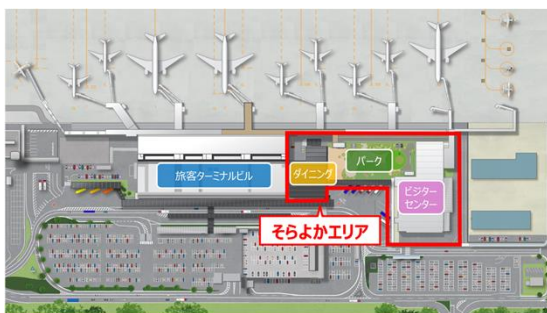 旅客ターミナルビル
ダイニング
パーク
ビジター
センター
そらよかエリア